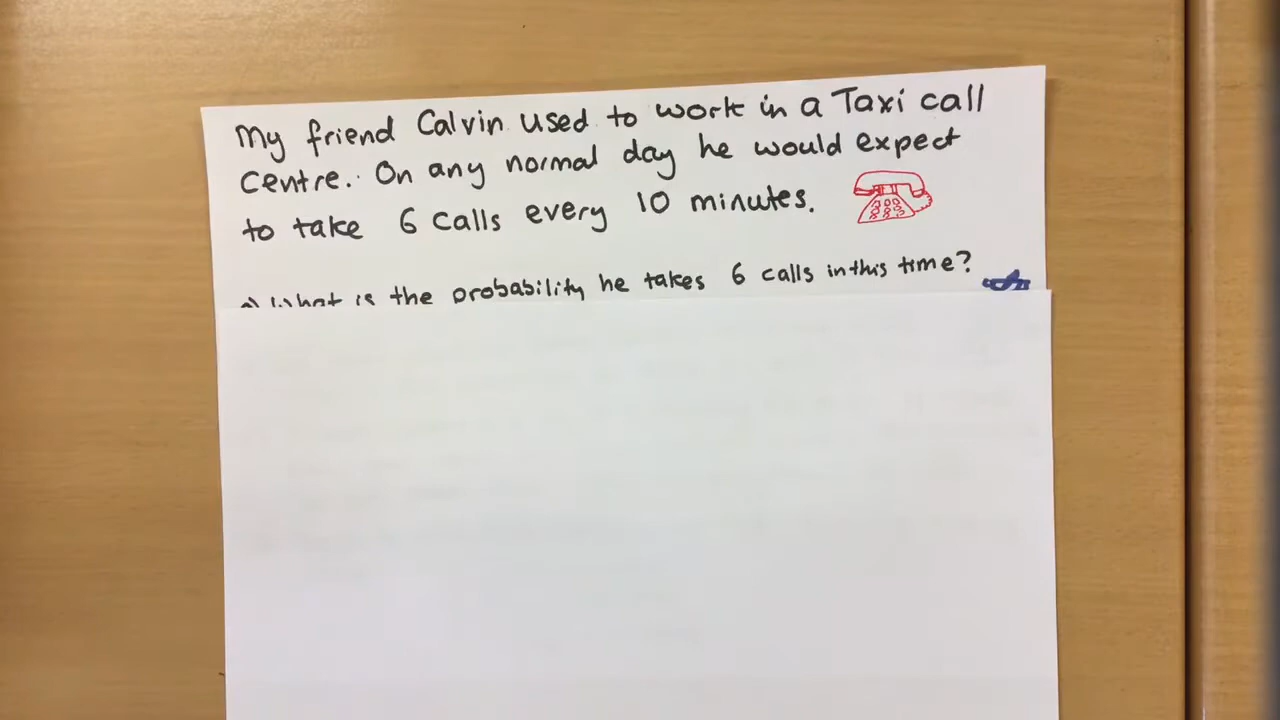 My friend Calvin used to work in a Taxi call
centre. On any normal day he would expect
to take 6 calls every 10 minutes.
a) What is the probability he takes 6 calls in this time?